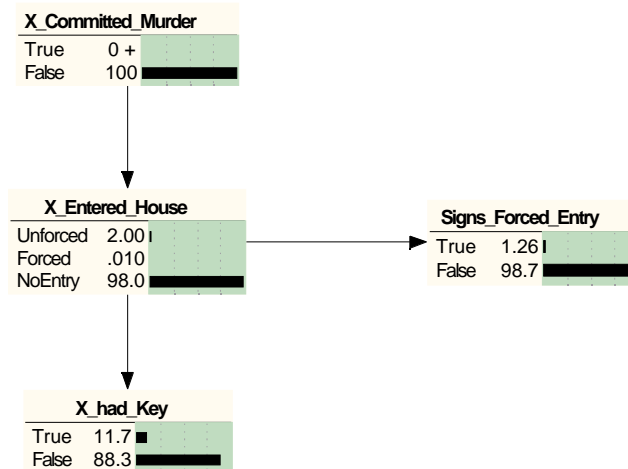 X_Committed_Murder
True 0 +
False 100
X_Entered_House
Unforced 2.00
Forced .010
NoEntry 98.0
Signs_Forced_Entry
True 1.26
False 98.7
X_had_Key
True 11.7
False 88.3